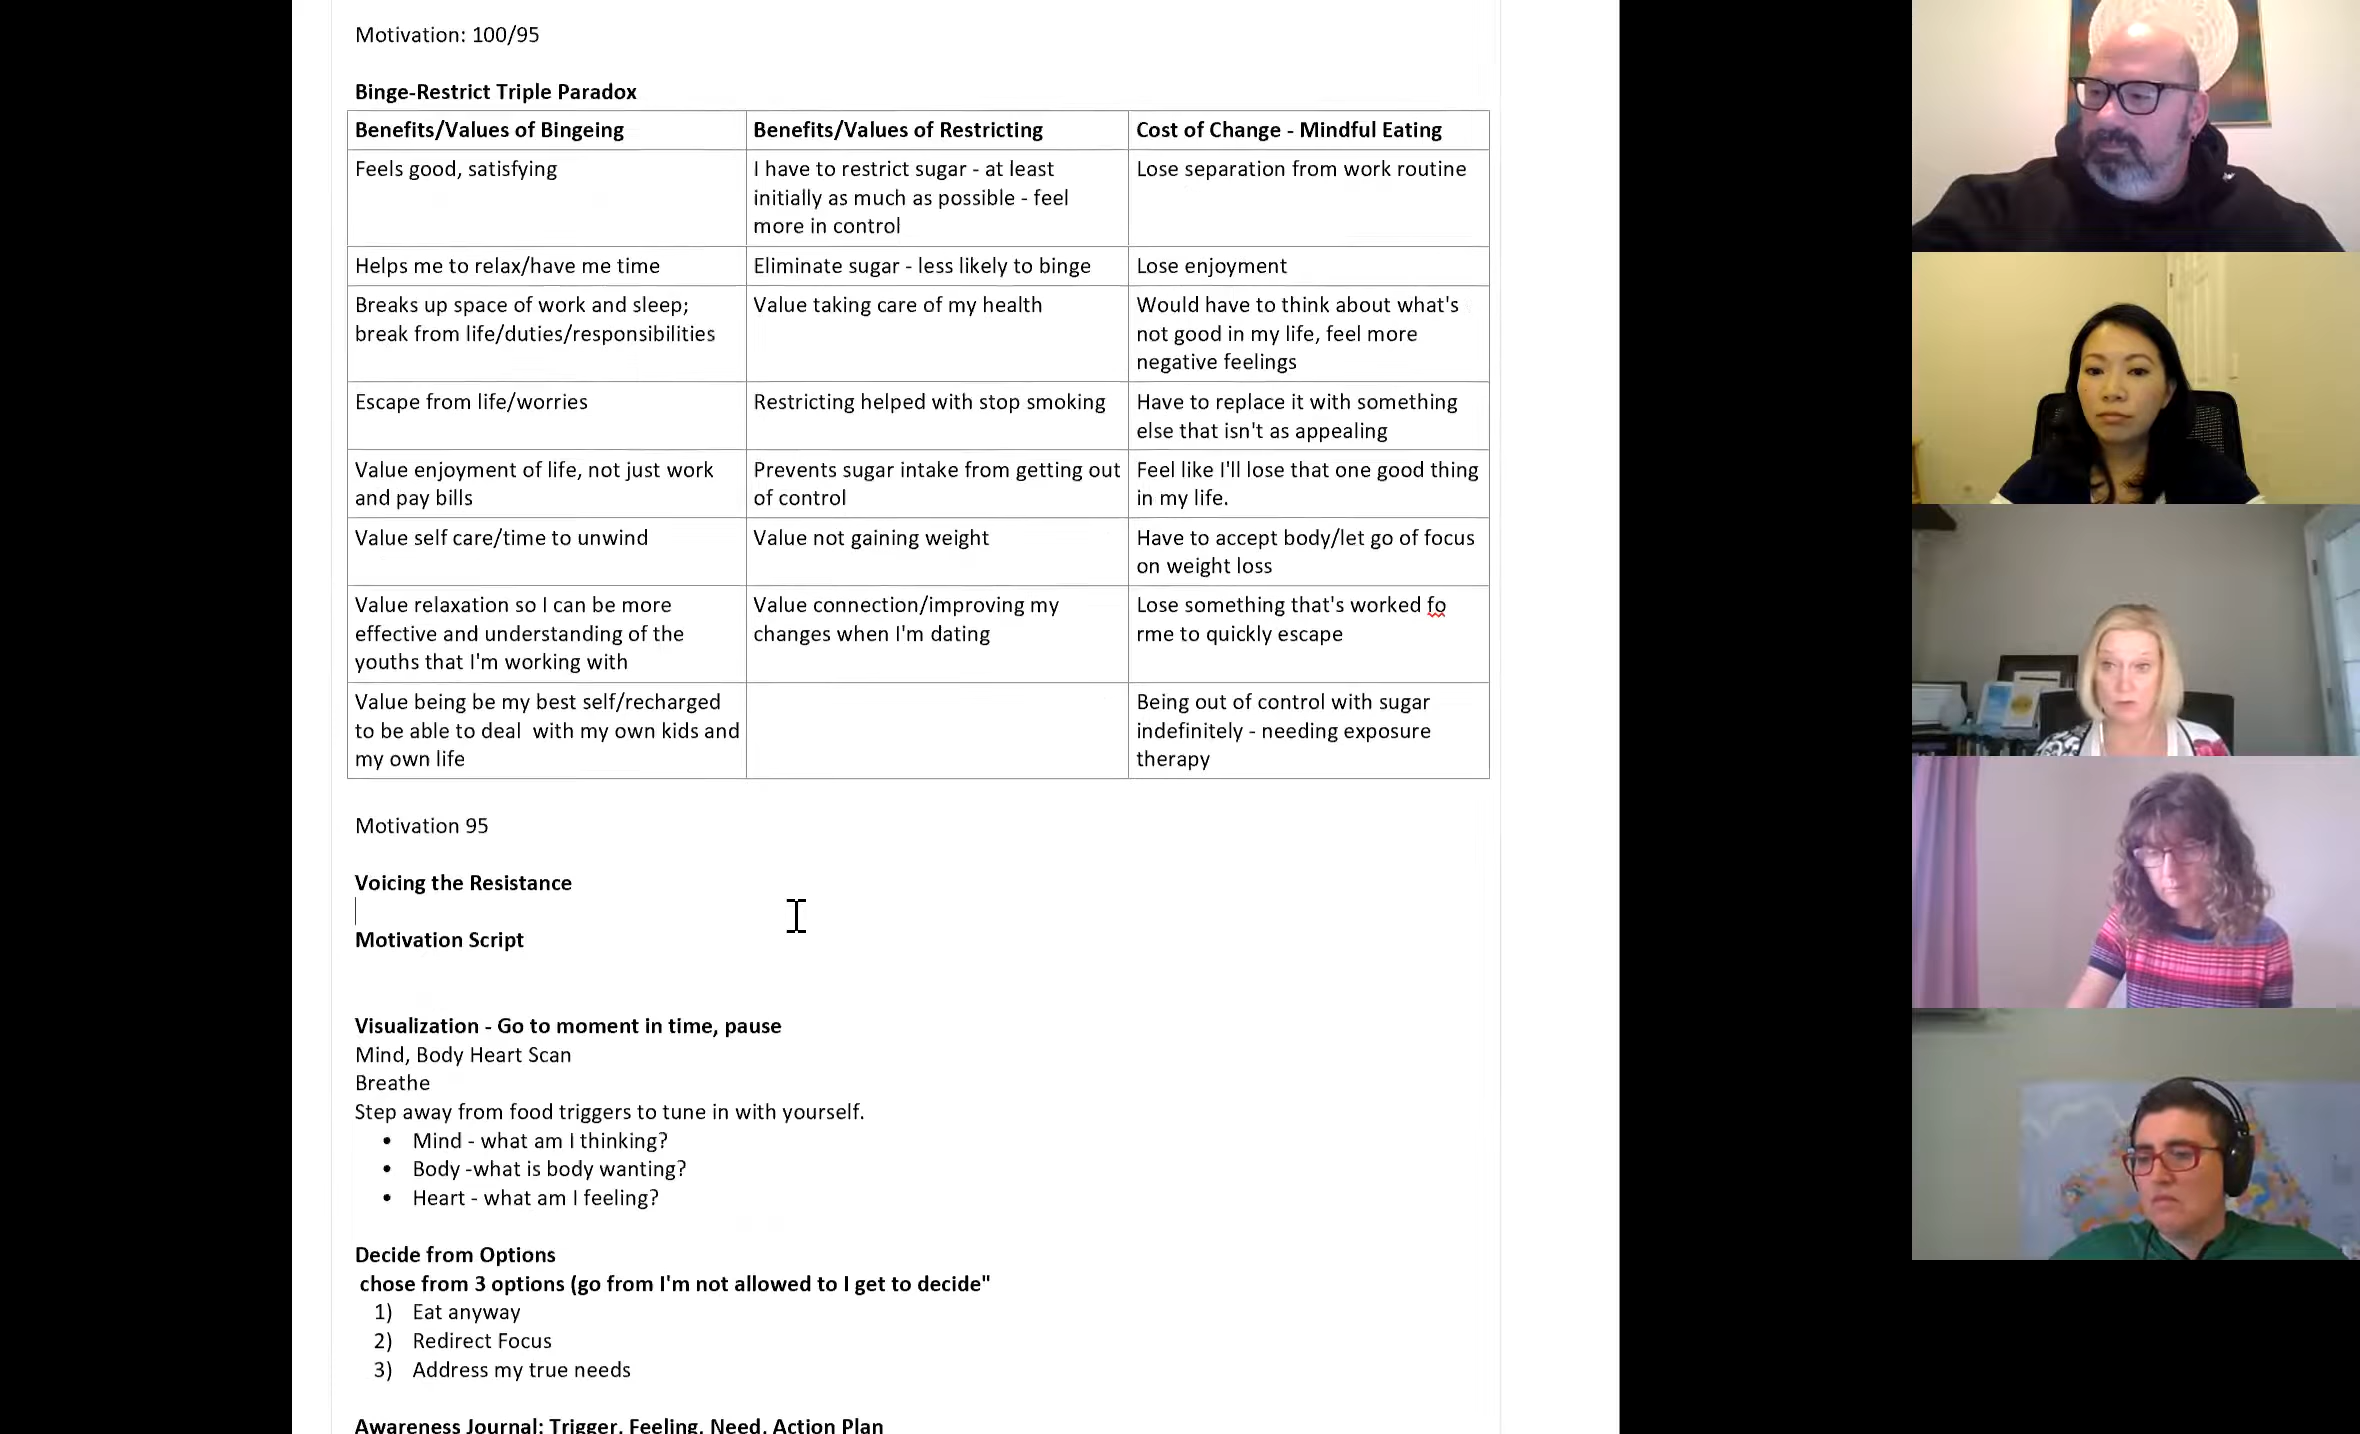 Motivation: 100/95
Binge-Restrict Triple Paradox
Benefits/Values of Bingeing
Benefits/Values of Restricting
Cost of Change - Mindful Eating
Feels good, satisfying
I have to restrict sugar - at least
initially as much as possible - feel
more in control
Lose separation from work routine
Helps me to relax/have me time
Eliminate sugar - less likely to binge
Lose enjoyment
Breaks up space of work and sleep;
break from life/duties/responsibilities
Value taking care of my health
Would have to think about what's
not good in my life, feel more
negative feelings
Escape from life/worries
Restricting helped with stop smoking
Have to replace it with something
else that isn't as appealing
Value enjoyment of life, not just work
and pay bills
Prevents sugar intake from getting out
of control
Feel like I'll lose that one good thing
in my life.
Value self care/time to unwind
Value not gaining weight
Have to accept body/let go of focus
on weight loss
Value relaxation so I can be more
effective and understanding of the
youths that I'm working with
Value connection/improving my
changes when I'm dating
Lose something that's worked fo
rme to quickly escape
Value being be my best self/recharged
to be able to deal  with my own kids and
my own life
Being out of control with sugar
indefinitely - needing exposure
therapy
Motivation 95
Voicing the Resistance
Motivation Script
Visualization - Go to moment in time, pause
Mind, Body Heart Scan
Breathe
Step away from food triggers to tune in with yourself.
• Mind - what am I thinking?
• Body -what is body wanting?
• Heart - what am I feeling?
Decide from Options
chose from 3 options (go from I'm not allowed to I get to decide"
1) Eat anyway
2) Redirect Focus
3) Address my true needs
Awareness Journal: Trigger, Feeling, Need, Action Plan